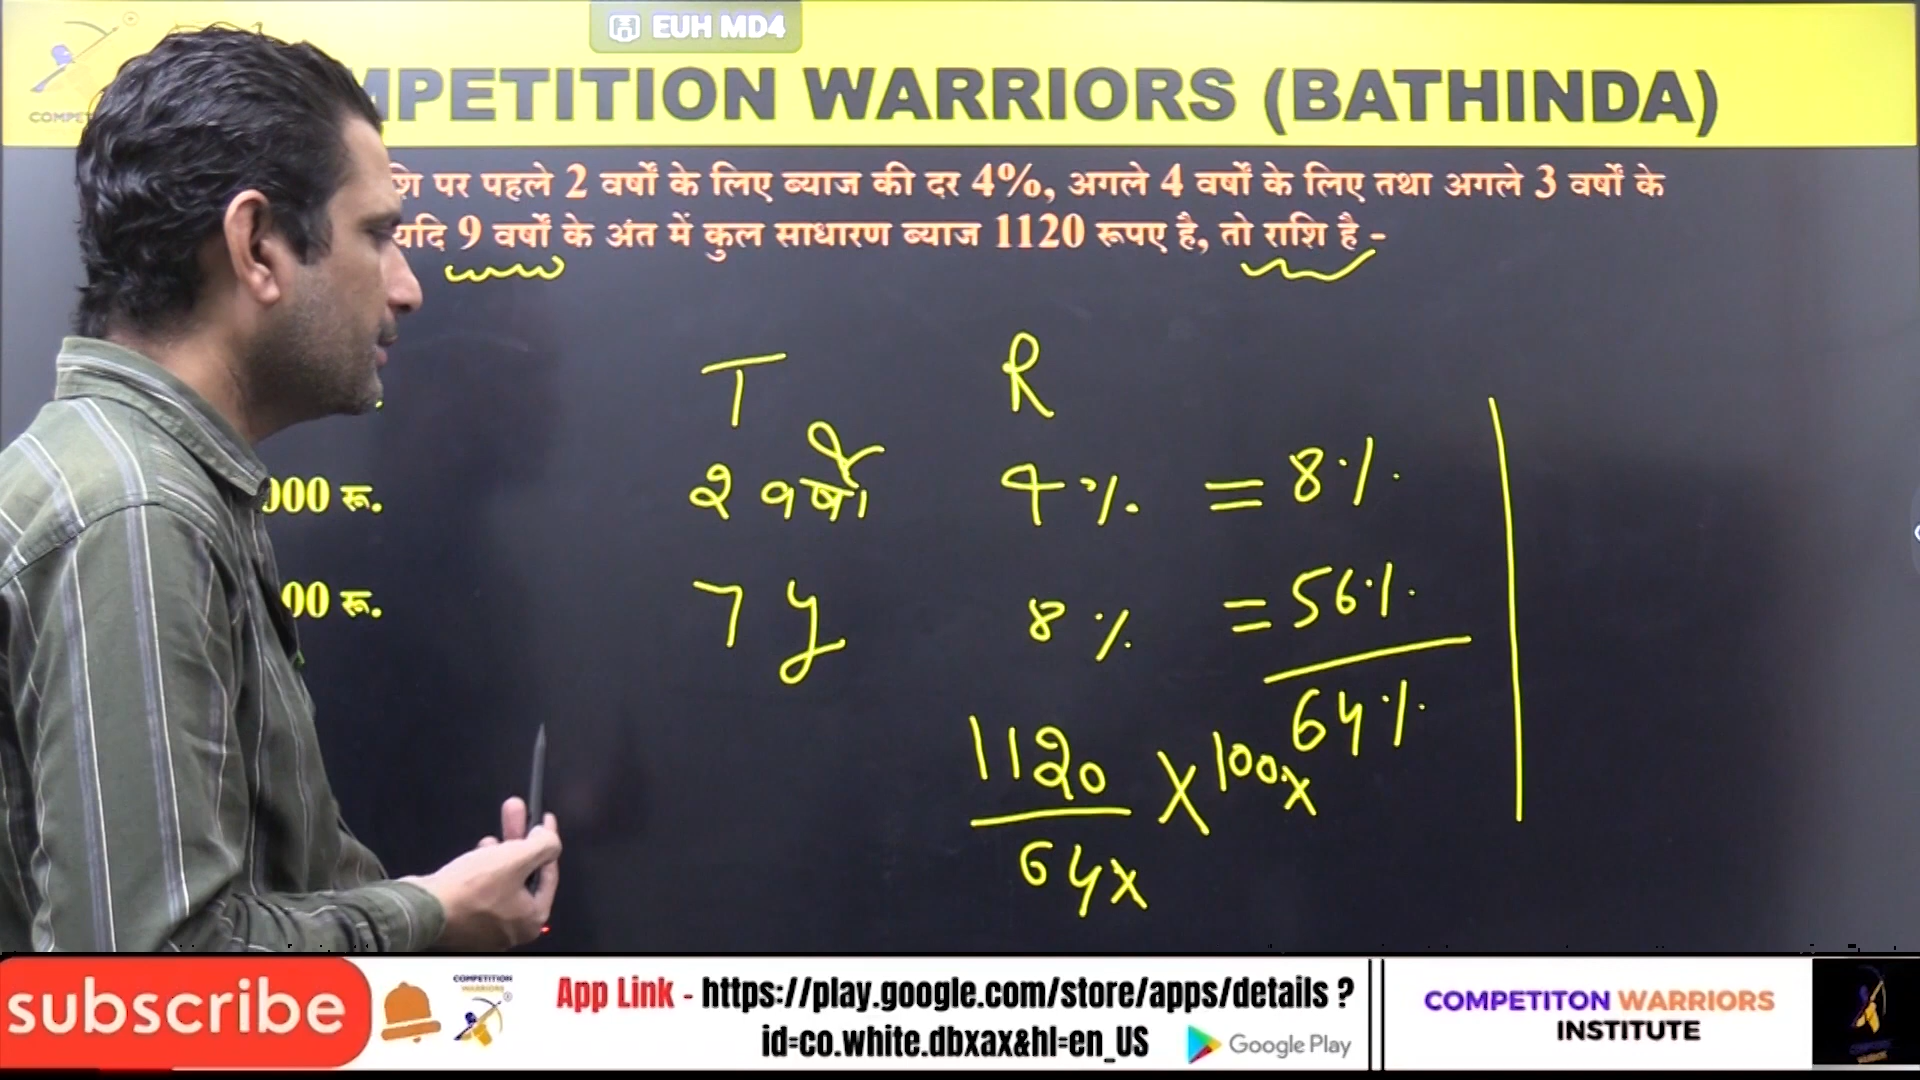 EUH MD4
MPETITION WARRIORS (BATHINDA)
शि पर पहले 2 वर्षों के लिए ब्याज की दर 4%, अगले 4 वर्षों के लिए तथा अगले 3 वर्षों के
यदि 9 वर्षों के अंत में कुल साधारण ब्याज 1120 रूपए है, तो राशि है -
T R
2 वर्षो 4% = 8%
000 रू.
7 y 8% = 56%
00 रू.
64%
1120 × 100x
64x
subscribe
COMPETITION
WARRIORS
App Link - https://play.google.com/store/apps/details ?
id=co.white.dbxax&hl=en_US
Google Play
COMPETITON WARRIORS
INSTITUTE